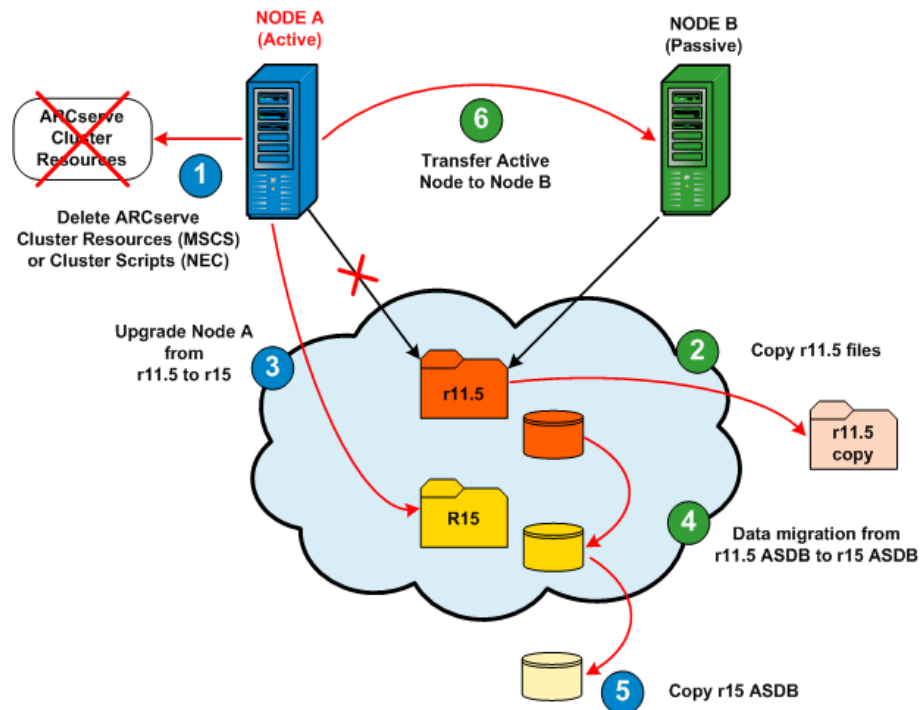 NODE A
(Active)
NODE B
(Passive)
ARCserve
Cluster
Resources
1
6
Transfer Active
Node to Node B
Delete ARCserve
Cluster Resources (MSCS)
or Cluster Scripts (NEC)
Upgrade Node A
from
r11.5 to r15
3
2
Copy r11.5 files
r11.5
r11.5
copy
R15
4
Data migration from
r11.5 ASDB to r15 ASDB
5
Copy r15 ASDB